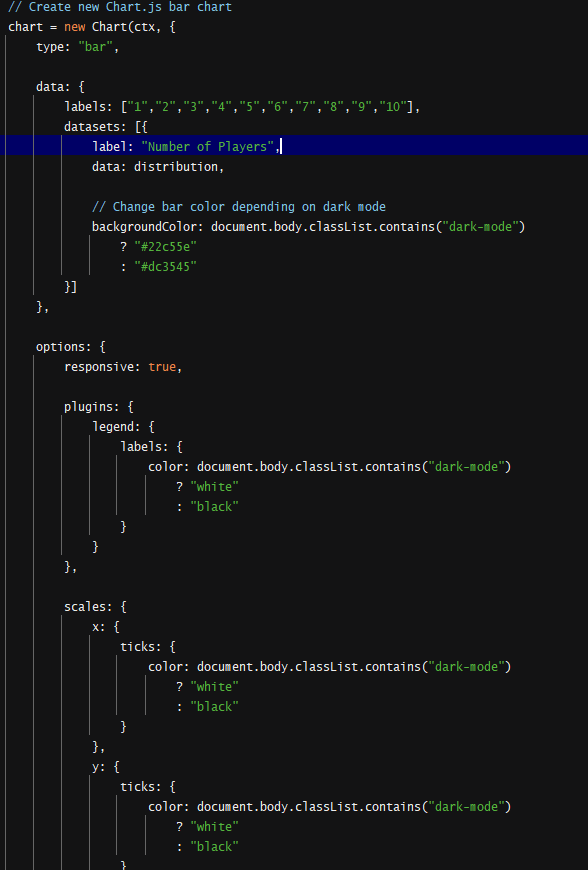 // Create new Chart.js bar chart
chart = new Chart(ctx, {
type: "bar",
data: {
labels: ["1","2","3","4","5","6","7","8","9","10"],
datasets: [{
label: "Number of Players",
data: distribution,
// Change bar color depending on dark mode
backgroundColor: document.body.classList.contains("dark-mode")
? "#22c55e"
: "#dc3545"
}]
},
options: {
responsive: true,
plugins: {
legend: {
labels: {
color: document.body.classList.contains("dark-mode")
? "white"
: "black"
}
}
},
scales: {
x: {
ticks: {
color: document.body.classList.contains("dark-mode")
? "white"
: "black"
}
},
y: {
ticks: {
color: document.body.classList.contains("dark-mode")
? "white"
: "black"
}